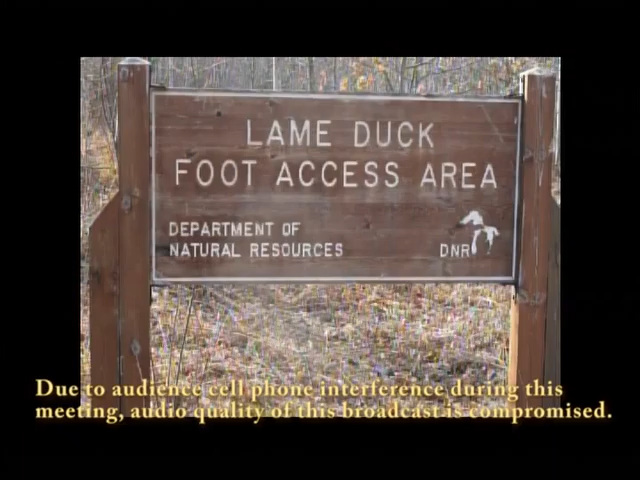 LAME DUCK
FOOT ACCESS AREA
DEPARTMENT OF
NATURAL RESOURCES
DNR
Due to audience cell phone interference during this
meeting, audio quality of this broadcast is compromised.